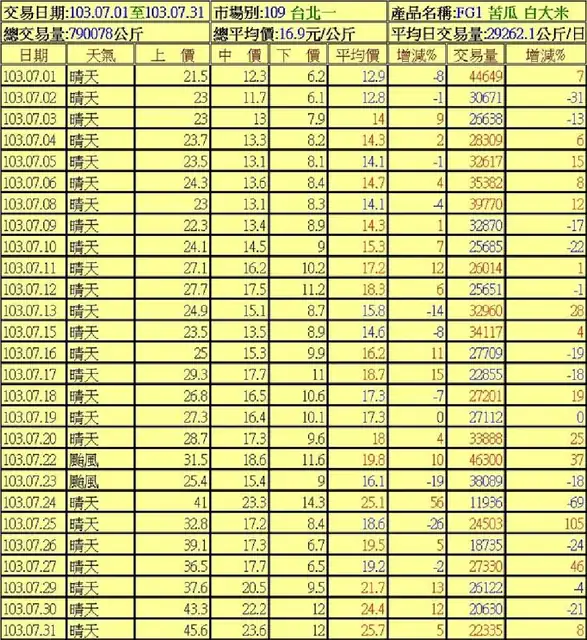 交易日期:103.07.01至103.07.31 市場別:109 台北一 產品名稱:FG1 苦瓜 白大米
總交易量:790078公斤 總平均價:16.9元/公斤 平均日交易量:29262.1公斤/日
日期 天氣 上 價 中 價 下 價 平均價 增減% 交易量 增減%
103.07.01 晴天 21.5 12.3 6.2 12.9 -8 44649 7
103.07.02 晴天 23 11.7 6.1 12.8 -1 30671 -31
103.07.03 晴天 23 13 7.9 14 9 26638 -13
103.07.04 晴天 23.7 13.3 8.2 14.3 2 28309 6
103.07.05 晴天 23.5 13.1 8.1 14.1 -1 32617 15
103.07.06 晴天 24.3 13.6 8.4 14.7 4 35382 8
103.07.08 晴天 23 13.1 8.3 14.1 -4 39770 12
103.07.09 晴天 22.3 13.4 8.9 14.3 1 32870 -17
103.07.10 晴天 24.1 14.5 9 15.3 7 25685 -22
103.07.11 晴天 27.1 16.2 10.2 17.2 12 26014 1
103.07.12 晴天 27.7 17.5 11.2 18.3 6 25651 -1
103.07.13 晴天 24.9 15.1 8.7 15.8 -14 32960 28
103.07.15 晴天 23.5 13.5 8.9 14.6 -8 34117 4
103.07.16 晴天 25 15.3 9.9 16.2 11 27709 -19
103.07.17 晴天 29.3 17.7 11 18.7 15 22855 -18
103.07.18 晴天 26.8 16.5 10.6 17.3 -7 27201 19
103.07.19 晴天 27.3 16.4 10.1 17.3 0 27112 0
103.07.20 晴天 28.7 17.3 9.6 18 4 33888 25
103.07.22 颱風 31.5 18.6 11.6 19.8 10 46300 37
103.07.23 颱風 25.4 15.4 9 16.1 -19 38089 -18
103.07.24 晴天 41 23.3 14.3 25.1 56 11936 -69
103.07.25 晴天 32.8 17.2 8.4 18.6 -26 24503 105
103.07.26 晴天 39.1 17.3 6.7 19.5 5 18735 -24
103.07.27 晴天 36.5 17.7 6.5 19.2 -2 27330 46
103.07.29 晴天 37.6 20.5 9.5 21.7 13 26122 -4
103.07.30 晴天 43.3 22.2 12 24.4 12 20630 -21
103.07.31 晴天 45.6 23.6 12 25.7 5 22335 8